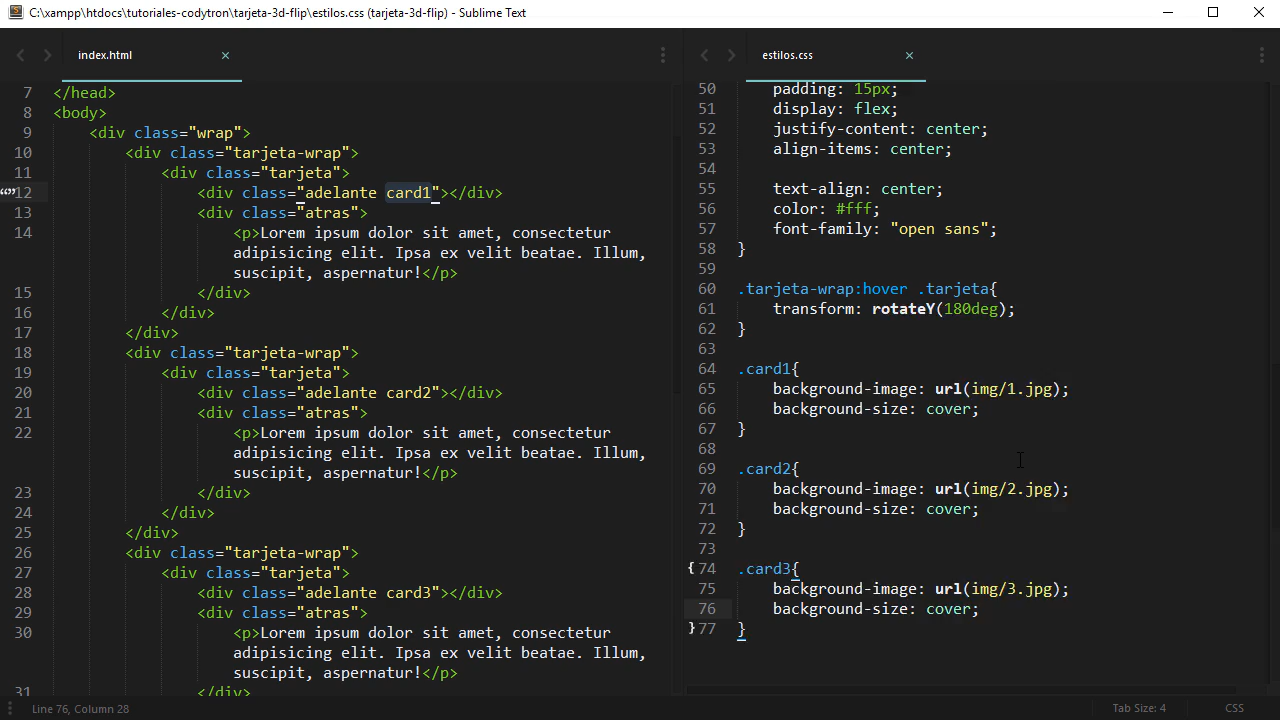 C:\xampp\htdocs\tutoriales-codytron\tarjeta-3d-flip\estilos.css (tarjeta-3d-flip) - Sublime Text
index.html
7 </head>
8 <body>
9 <div class="wrap">
10 <div class="tarjeta-wrap">
11 <div class="tarjeta">
12 <div class="adelante card1"></div>
13 <div class="atras">
14 <p>Lorem ipsum dolor sit amet, consectetur
adipisicing elit. Ipsa ex velit beatae. Illum,
suscipit, aspernatur!</p>
15 </div>
16 </div>
17 </div>
18 <div class="tarjeta-wrap">
19 <div class="tarjeta">
20 <div class="adelante card2"></div>
21 <div class="atras">
22 <p>Lorem ipsum dolor sit amet, consectetur
adipisicing elit. Ipsa ex velit beatae. Illum,
suscipit, aspernatur!</p>
23 </div>
24 </div>
25 </div>
26 <div class="tarjeta-wrap">
27 <div class="tarjeta">
28 <div class="adelante card3"></div>
29 <div class="atras">
30 <p>Lorem ipsum dolor sit amet, consectetur
adipisicing elit. Ipsa ex velit beatae. Illum,
suscipit, aspernatur!</p>
31 </div>
estilos.css
50 padding: 15px;
51 display: flex;
52 justify-content: center;
53 align-items: center;
54
55 text-align: center;
56 color: #fff;
57 font-family: "open sans";
58 }
59
60 .tarjeta-wrap:hover .tarjeta{
61 transform: rotateY(180deg);
62 }
63
64 .card1{
65 background-image: url(img/1.jpg);
66 background-size: cover;
67 }
68
69 .card2{
70 background-image: url(img/2.jpg);
71 background-size: cover;
72 }
73
74 .card3{
75 background-image: url(img/3.jpg);
76 background-size: cover;
77 }
Line 76, Column 28
Tab Size: 4
CSS